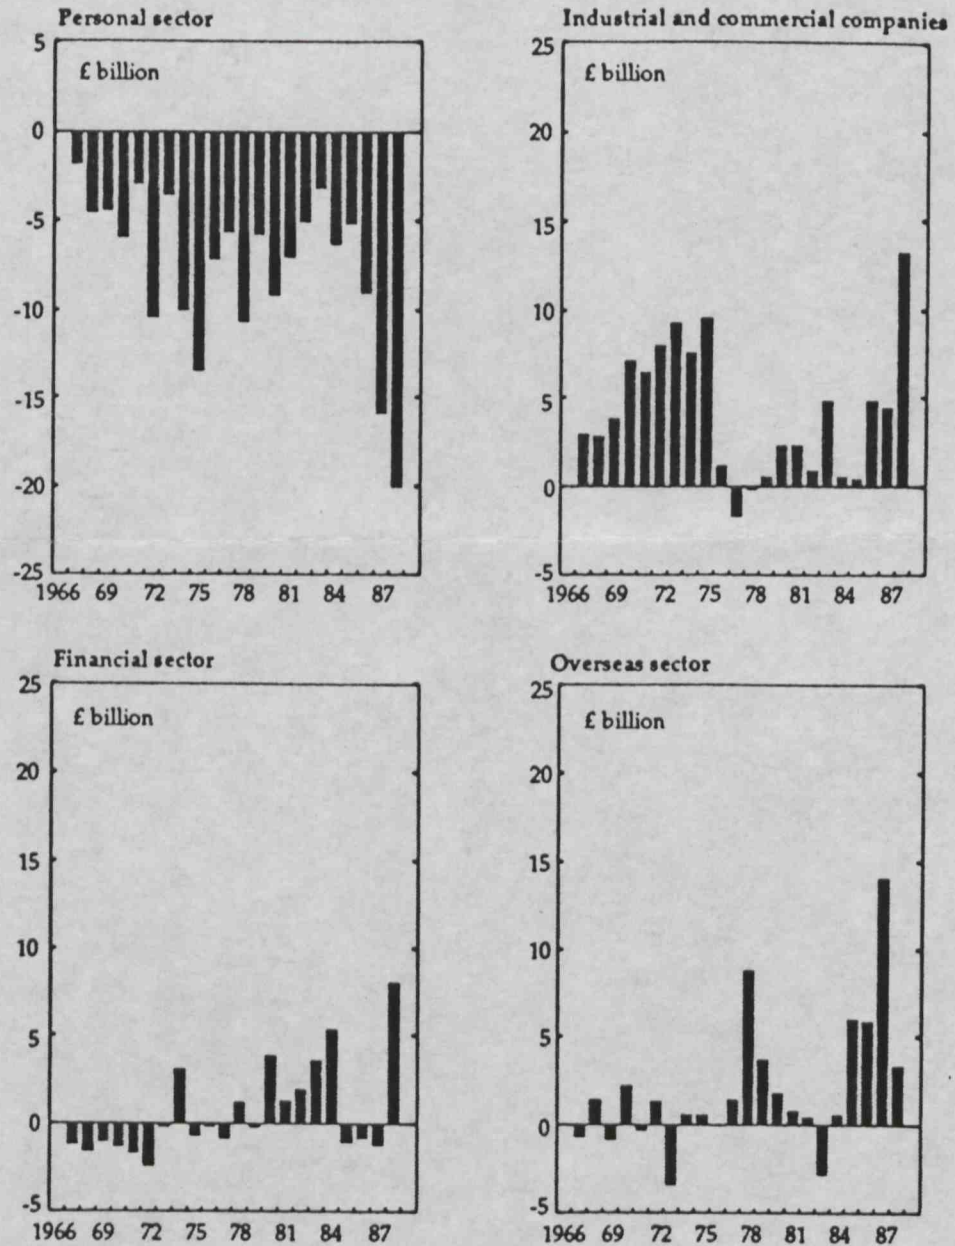 Personal sector
£ billion
5
0
-5
-10
-15
-20
-25
1966 69 72 75 78 81 84 87
Industrial and commercial companies
£ billion
25
20
15
10
5
0
-5
1966 69 72 75 78 81 84 87
Financial sector
£ billion
25
20
15
10
5
0
-5
1966 69 72 75 78 81 84 87
Overseas sector
£ billion
25
20
15
10
5
0
-5
1966 69 72 75 78 81 84 87